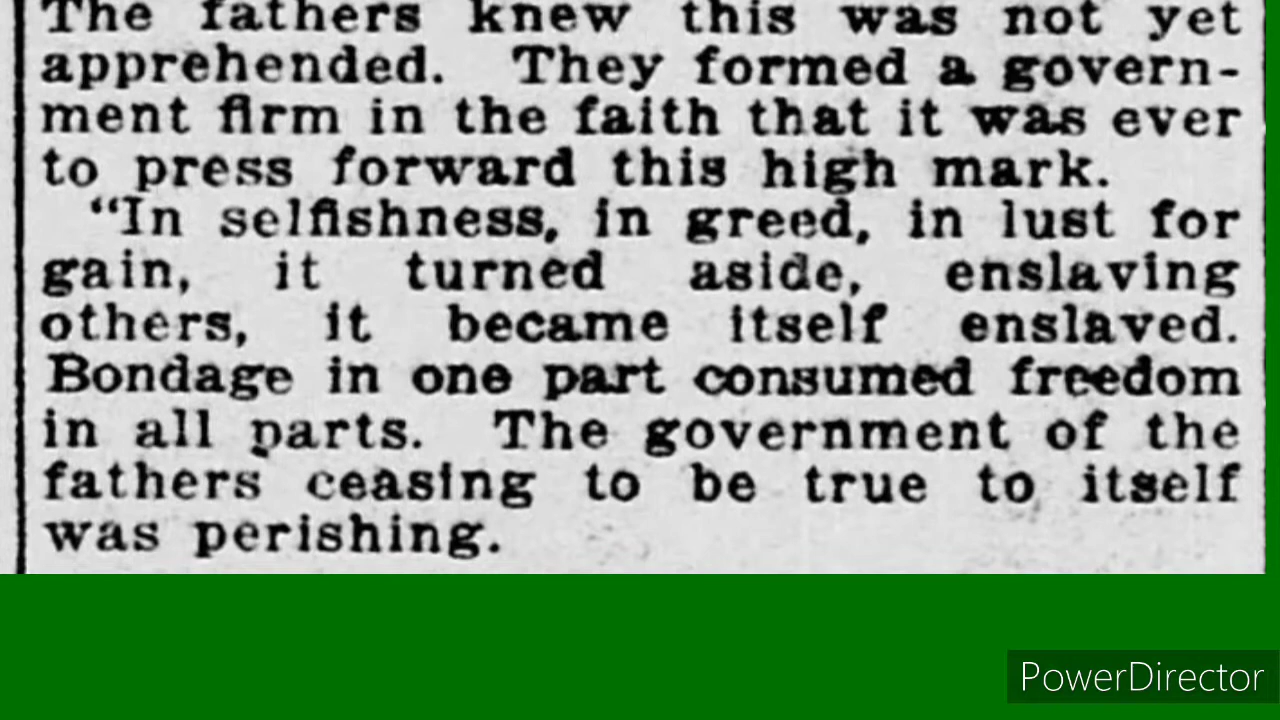 The fathers knew this was not yet
apprehended. They formed a govern-
ment firm in the faith that it was ever
to press forward this high mark.
"In selfishness, in greed, in lust for
gain, it turned aside, enslaving
others, it became itself enslaved.
Bondage in one part consumed freedom
in all parts. The government of the
fathers ceasing to be true to itself
was perishing.
PowerDirector